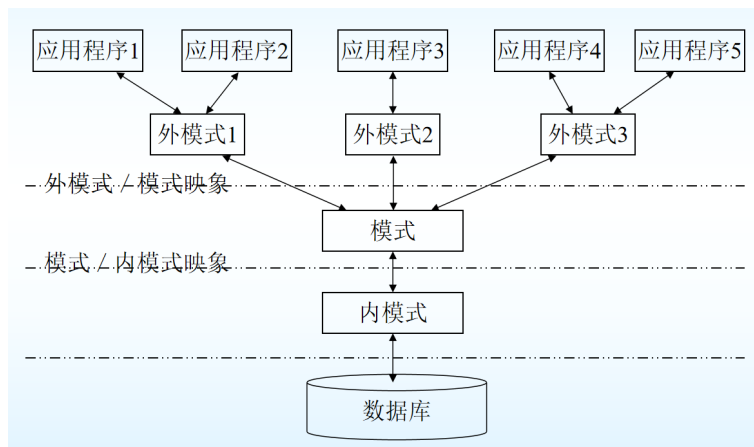 应用程序1 应用程序2 应用程序3 应用程序4 应用程序5
外模式1 外模式2 外模式3
外模式/模式映象
模式
模式/内模式映象
内模式
数据库